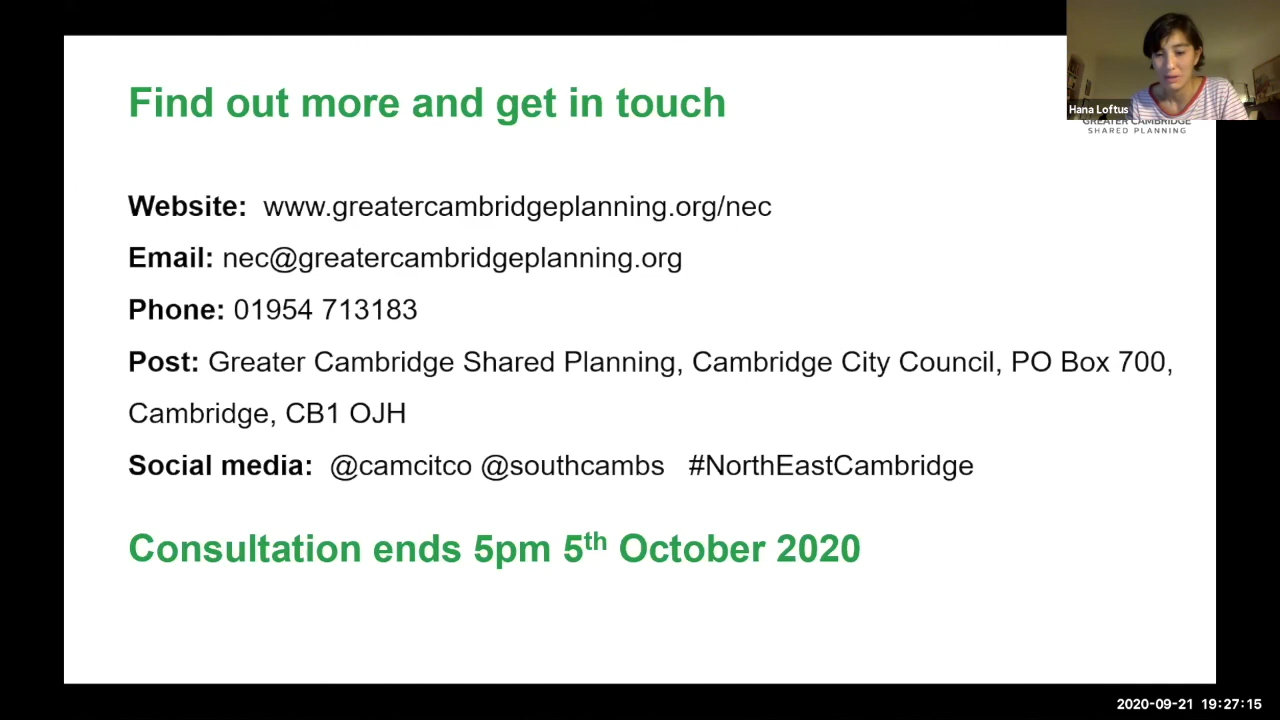 Find out more and get in touch
Hana Loftus
GREATER CAMBRIDGE
SHARED PLANNING
Website: www.greatercambridgeplanning.org/nec
Email: nec@greatercambridgeplanning.org
Phone: 01954 713183
Post: Greater Cambridge Shared Planning, Cambridge City Council, PO Box 700,
Cambridge, CB1 OJH
Social media: @camcitco @southcambs #NorthEastCambridge
Consultation ends 5pm 5th October 2020
2020-09-21 19:27:15